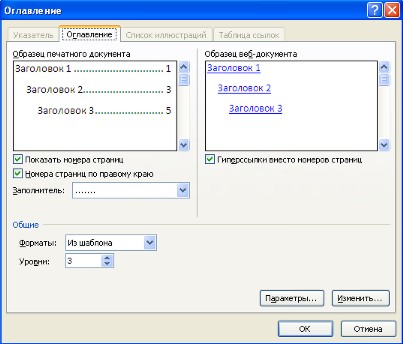 Оглавление
Указатель Оглавление Список иллюстраций Таблица ссылок
Образец печатного документа Образец веб-документа
Заголовок 1 ........................ 1 Заголовок 1
Заголовок 2 ..................... 3 Заголовок 2
Заголовок 3 .................. 5 Заголовок 3
Показать номера страниц Гиперссылки вместо номеров страниц
Номера страниц по правому краю
Заполнитель: .......
Общие
Форматы: Из шаблона
Уровни: 3
Параметры... Изменить...
ОК Отмена